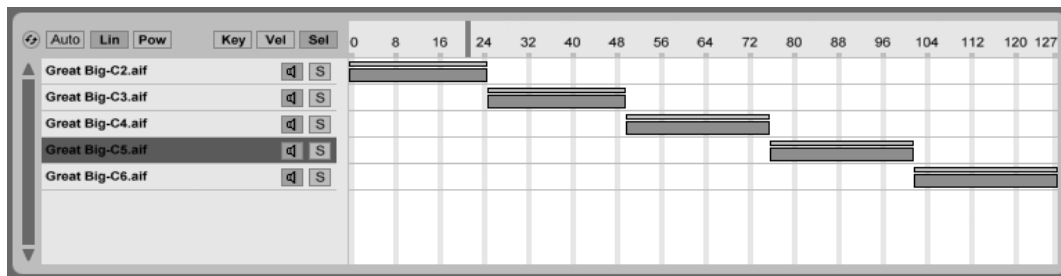 Auto Lin Pow Key Vel Sel 0 8 16 24 32 40 48 56 64 72 80 88 96 104 112 120 127
Great Big-C2.aif S
Great Big-C3.aif S
Great Big-C4.aif S
Great Big-C5.aif S
Great Big-C6.aif S